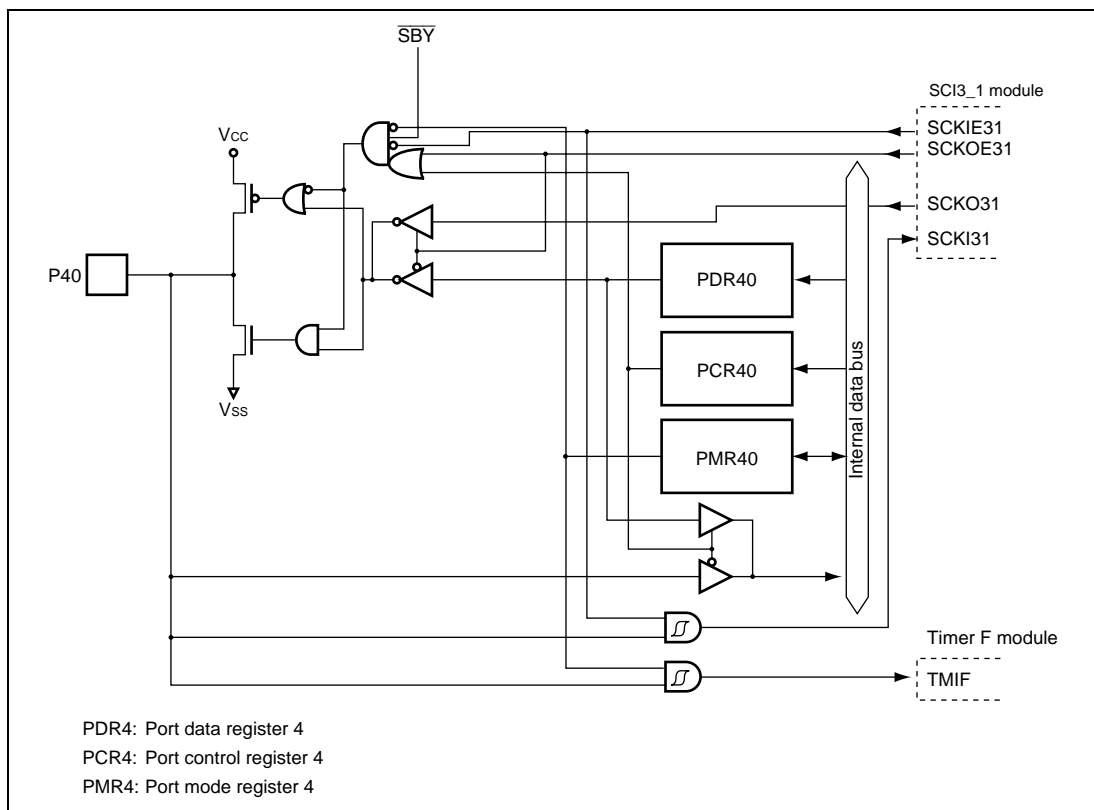 SBY
SCI3_1 module
VCC
SCKIE31
SCKOE31
SCKO31
SCKI31
P40
PDR40
PCR40
PMR40
VSS
Internal data bus
Timer F module
TMIF
PDR4: Port data register 4
PCR4: Port control register 4
PMR4: Port mode register 4